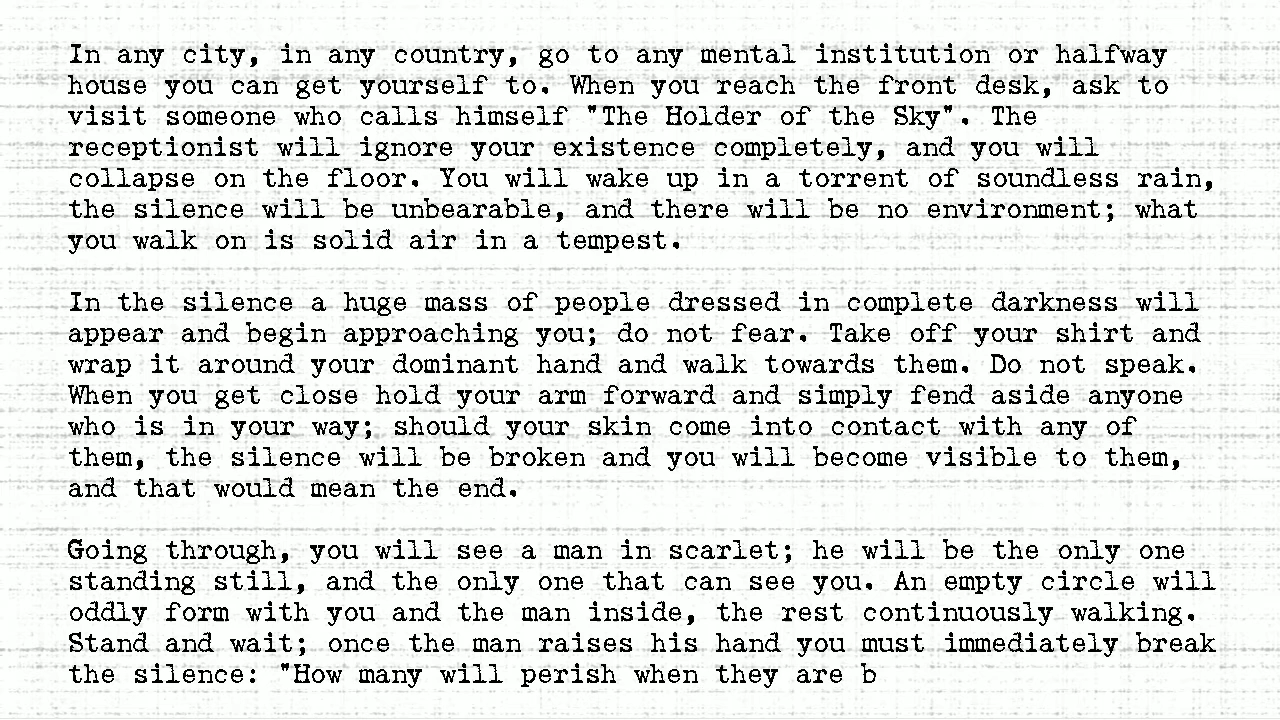 In any city, in any country, go to any mental institution or halfway
house you can get yourself to. When you reach the front desk, ask to
visit someone who calls himself "The Holder of the Sky". The
receptionist will ignore your existence completely, and you will
collapse on the floor. You will wake up in a torrent of soundless rain,
the silence will be unbearable, and there will be no environment; what
you walk on is solid air in a tempest.
In the silence a huge mass of people dressed in complete darkness will
appear and begin approaching you; do not fear. Take off your shirt and
wrap it around your dominant hand and walk towards them. Do not speak.
When you get close hold your arm forward and simply fend aside anyone
who is in your way; should your skin come into contact with any of
them, the silence will be broken and you will become visible to them,
and that would mean the end.
Going through, you will see a man in scarlet; he will be the only one
standing still, and the only one that can see you. An empty circle will
oddly form with you and the man inside, the rest continuously walking.
Stand and wait; once the man raises his hand you must immediately break
the silence: "How many will perish when they are b